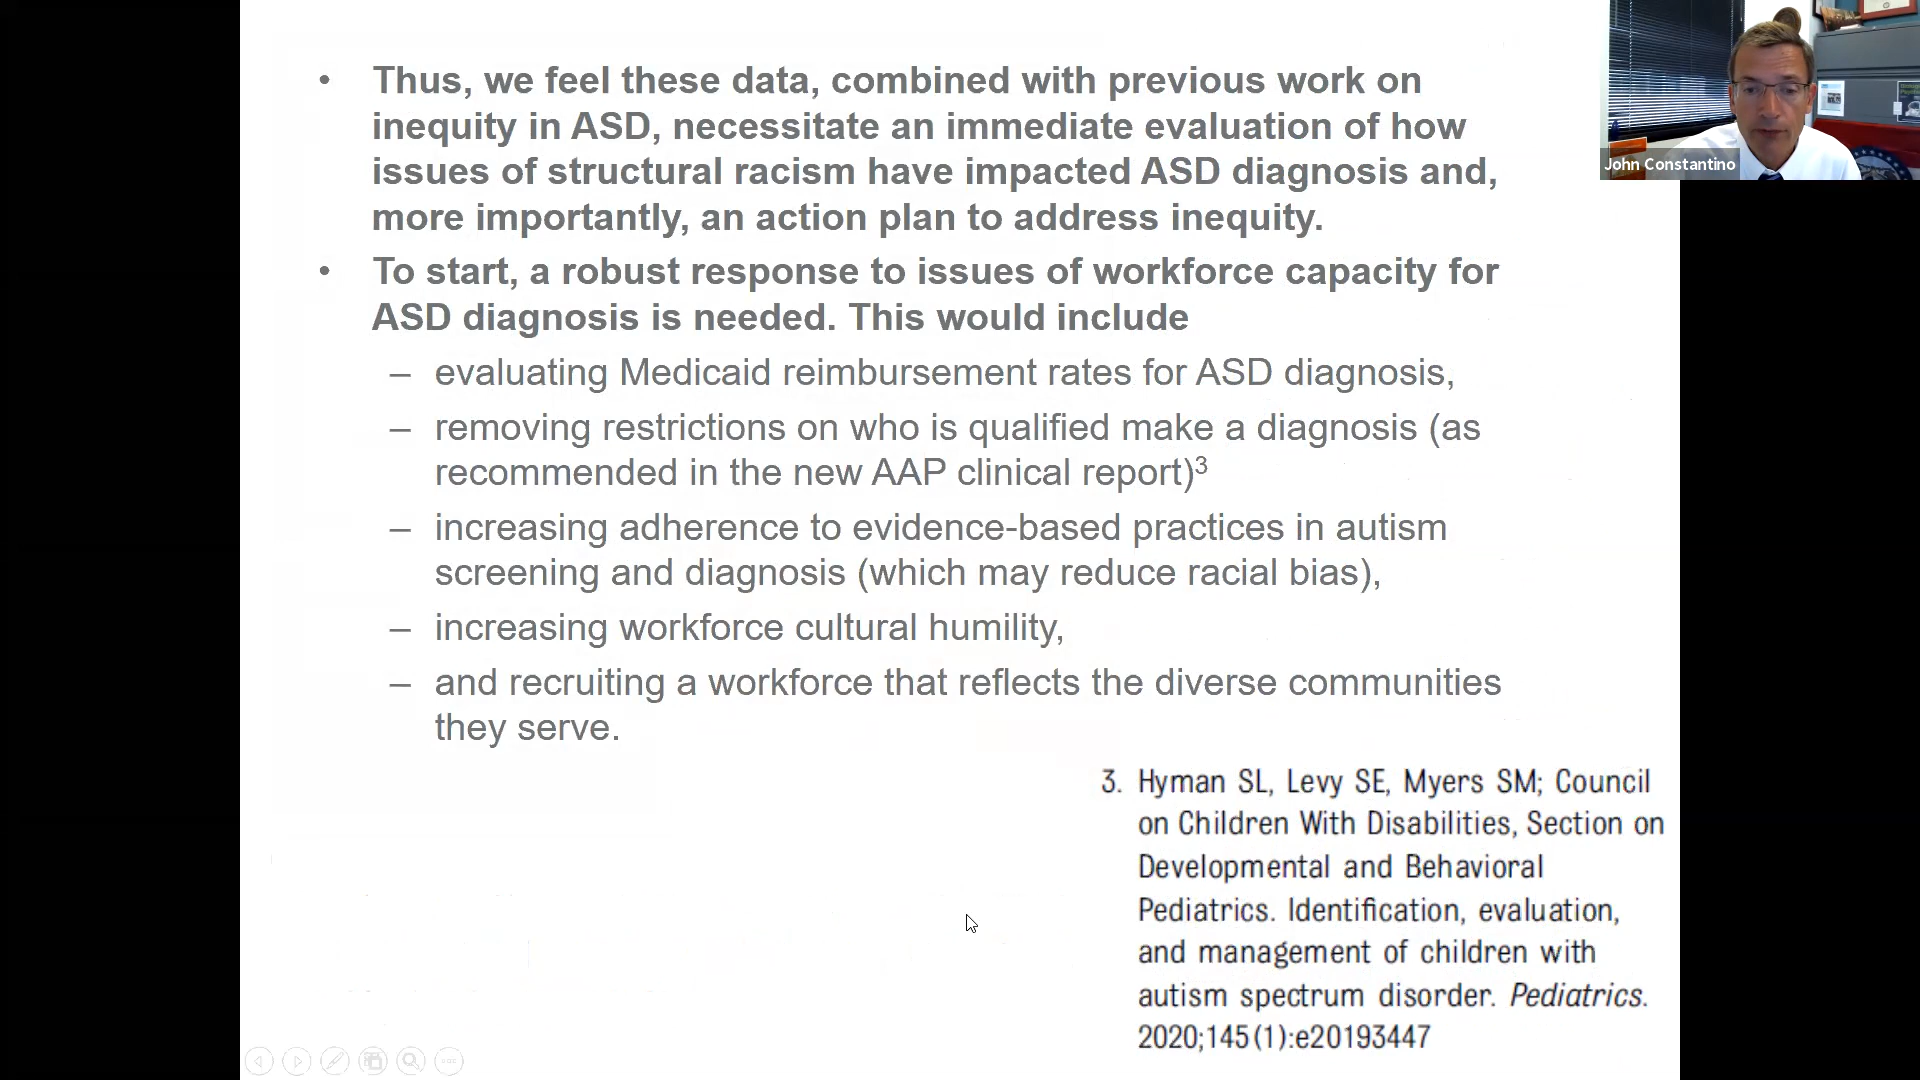 • Thus, we feel these data, combined with previous work on
inequity in ASD, necessitate an immediate evaluation of how
issues of structural racism have impacted ASD diagnosis and,
more importantly, an action plan to address inequity.
• To start, a robust response to issues of workforce capacity for
ASD diagnosis is needed. This would include
– evaluating Medicaid reimbursement rates for ASD diagnosis,
– removing restrictions on who is qualified make a diagnosis (as
recommended in the new AAP clinical report)³
– increasing adherence to evidence-based practices in autism
screening and diagnosis (which may reduce racial bias),
– increasing workforce cultural humility,
– and recruiting a workforce that reflects the diverse communities
they serve.
3. Hyman SL, Levy SE, Myers SM; Council
on Children With Disabilities, Section on
Developmental and Behavioral
Pediatrics. Identification, evaluation,
and management of children with
autism spectrum disorder. Pediatrics.
2020;145(1):e20193447
John Constantino